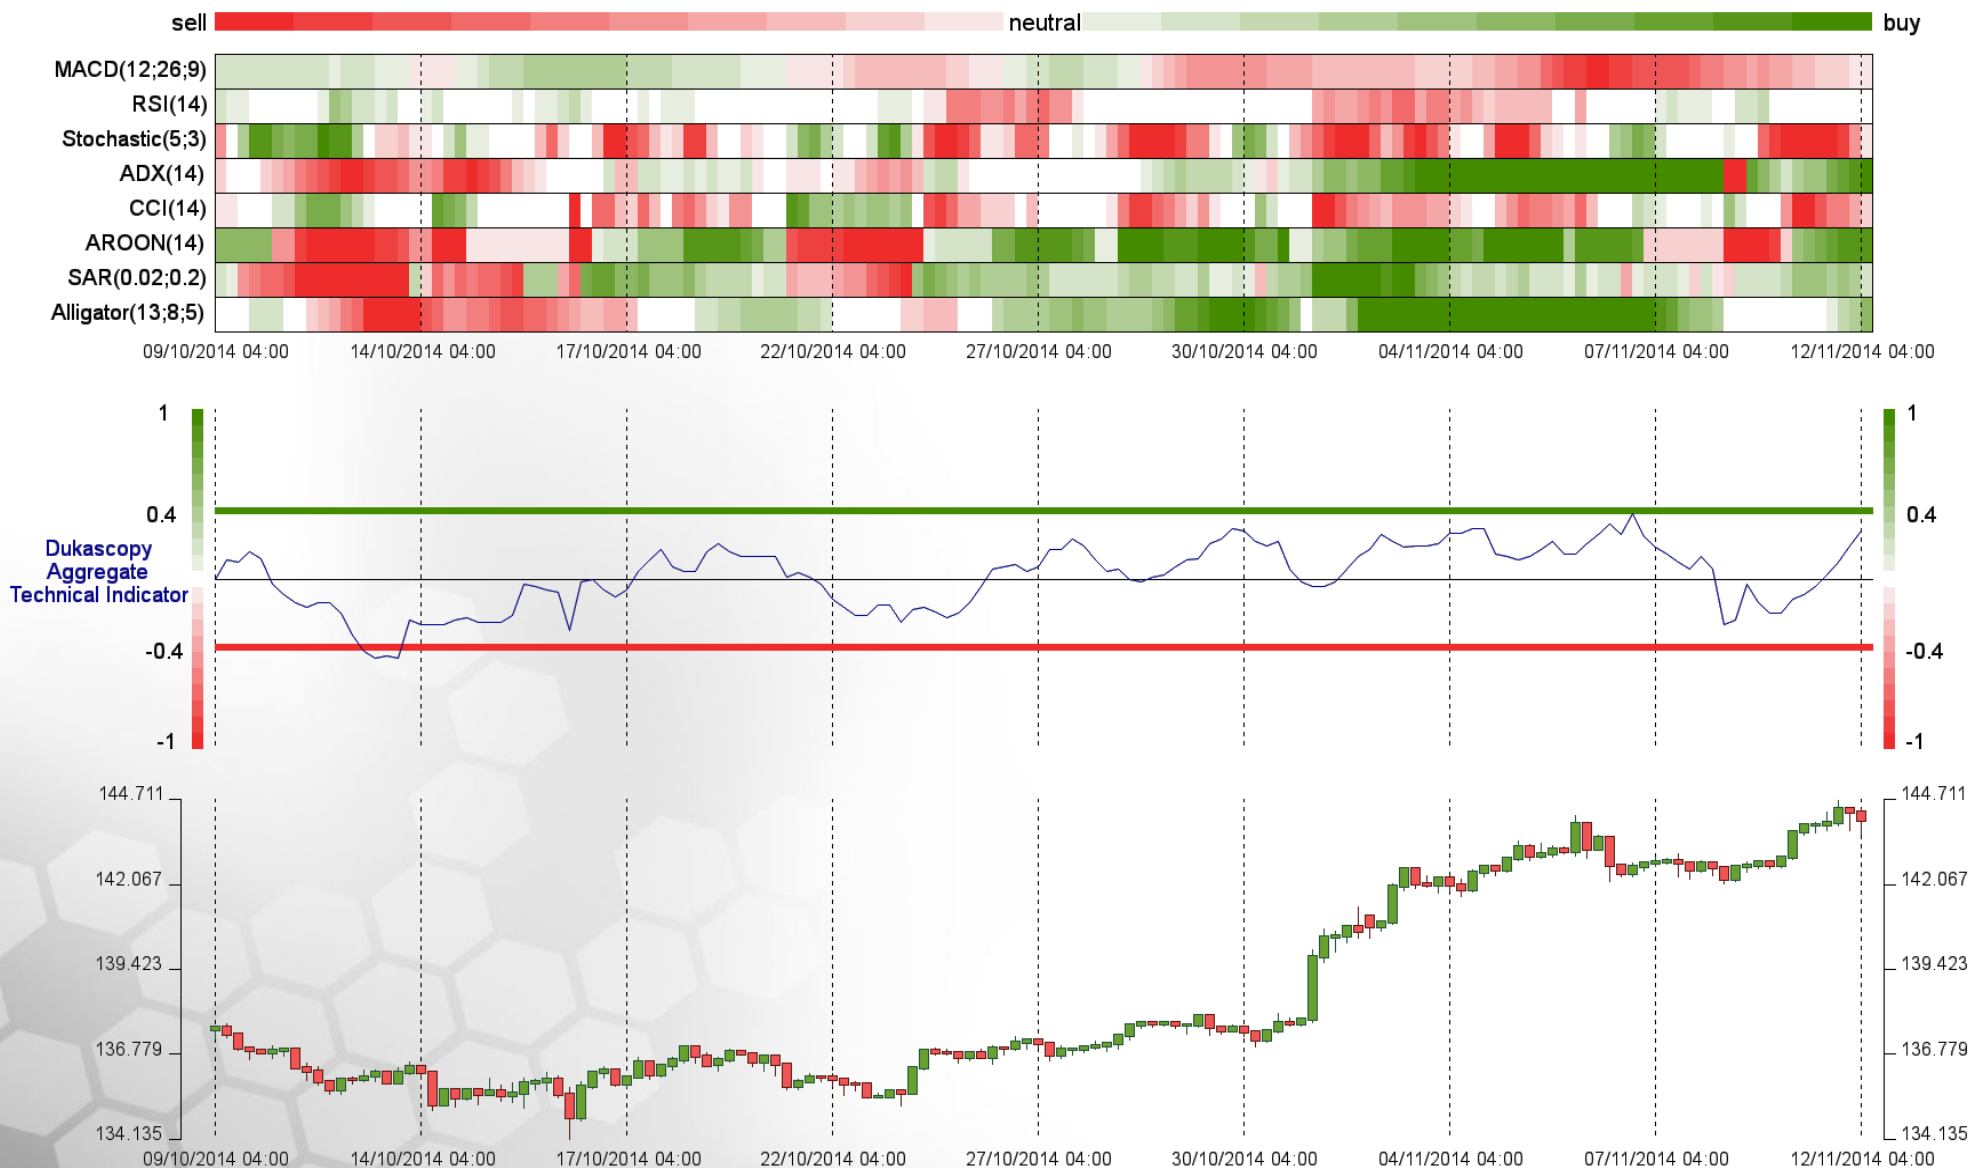 sell neutral buy
MACD(12;26;9)
RSI(14)
Stochastic(5;3)
ADX(14)
CCI(14)
AROON(14)
SAR(0.02;0.2)
Alligator(13;8;5)
09/10/2014 04:00 14/10/2014 04:00 17/10/2014 04:00 22/10/2014 04:00 27/10/2014 04:00 30/10/2014 04:00 04/11/2014 04:00 07/11/2014 04:00 12/11/2014 04:00
1 1
0.4 0.4
Dukascopy
Aggregate
Technical Indicator
-0.4 -0.4
-1 -1
144.711 144.711
142.067 142.067
139.423 139.423
136.779 136.779
134.135 134.135
09/10/2014 04:00 14/10/2014 04:00 17/10/2014 04:00 22/10/2014 04:00 27/10/2014 04:00 30/10/2014 04:00 04/11/2014 04:00 07/11/2014 04:00 12/11/2014 04:00